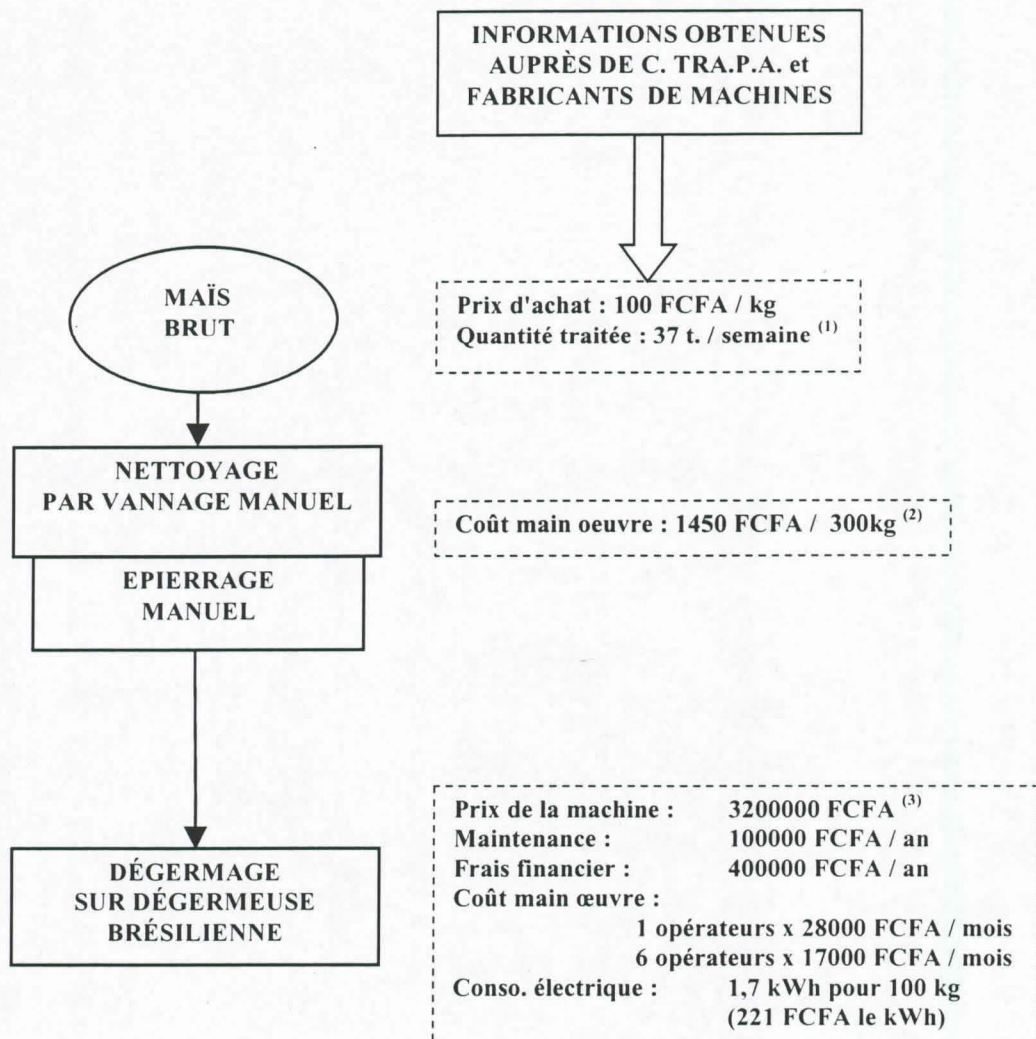 INFORMATIONS OBTENUES
AUPRÈS DE C. TRA.P.A. et
FABRICANTS DE MACHINES
MAÏS
BRUT
Prix d'achat : 100 FCFA / kg
Quantité traitée : 37 t. / semaine (1)
NETTOYAGE
PAR VANNAGE MANUEL
Coût main oeuvre : 1450 FCFA / 300kg (2)
EPIERRAGE
MANUEL
DÉGERMAGE
SUR DÉGERMEUSE
BRÉSILIENNE
Prix de la machine : 3200000 FCFA (3)
Maintenance : 100000 FCFA / an
Frais financier : 400000 FCFA / an
Coût main œuvre :
1 opérateurs x 28000 FCFA / mois
6 opérateurs x 17000 FCFA / mois
Conso. électrique : 1,7 kWh pour 100 kg
(221 FCFA le kWh)